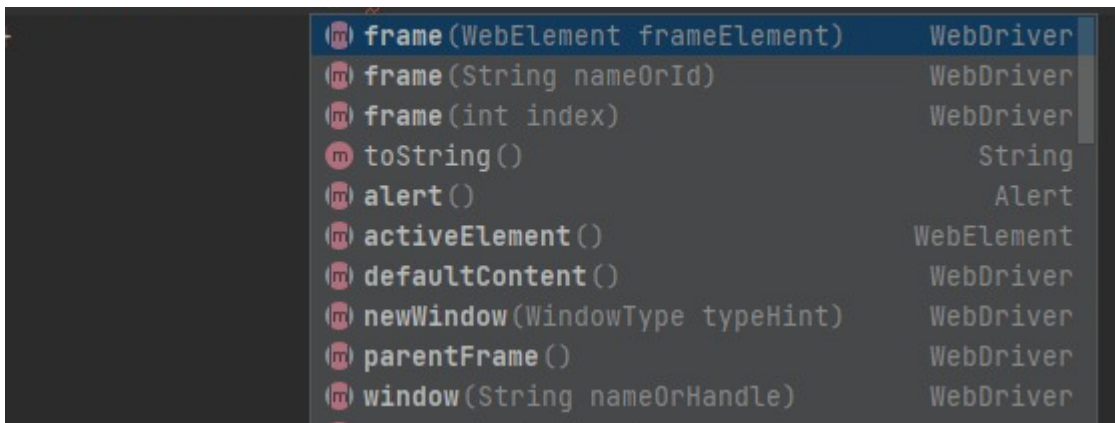 frame(WebElement frameElement) WebDriver
frame(String nameOrId) WebDriver
frame(int index) WebDriver
toString() String
alert() Alert
activeElement() WebElement
defaultContent() WebDriver
newWindow(WindowType typeHint) WebDriver
parentFrame() WebDriver
window(String nameOrHandle) WebDriver